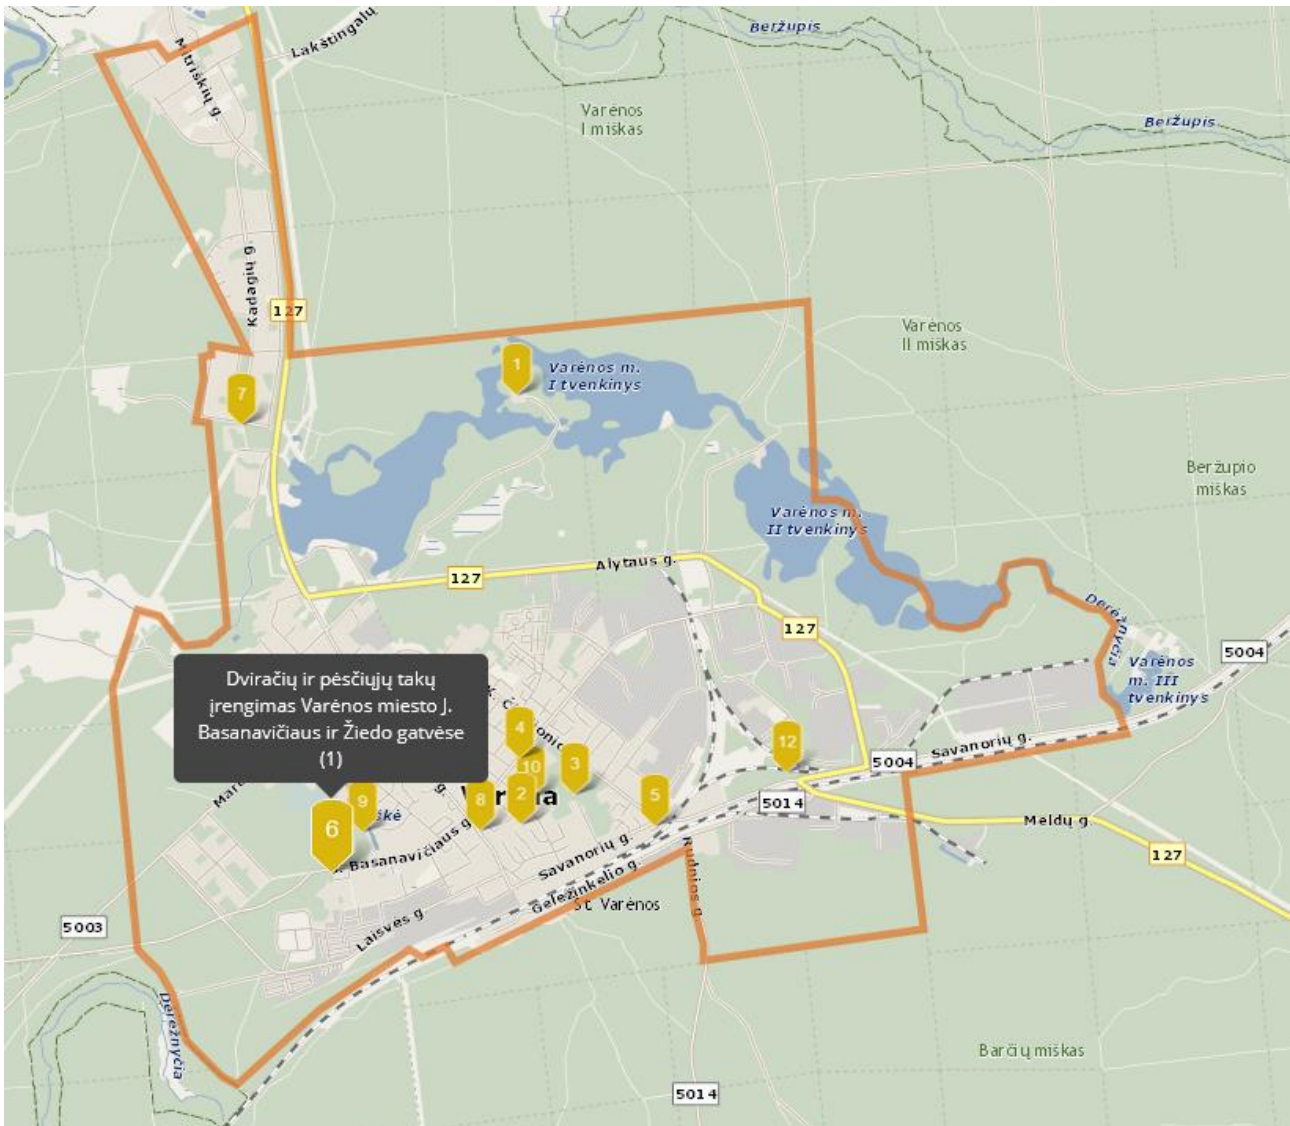 Beržupis
Lakštingalų
Mitriškių g.
Varėnos
I miškas
Beržupis
Kadagių g.
127
Varėnos
II miškas
1
Varėnos m.
I tvenkinys
7
Beržupio
miškas
Varėnos m.
II tvenkinys
Alytaus g.
127
Derėžnyčia
127
5004
Varėnos
m. III
tvenkinys
Dviračių ir pėsčiųjų takų
įrengimas Varėnos miesto J.
Basanavičiaus ir Žiedo gatvėse
(1)
4
12
Savanorių g.
10
3
5004
9
8
2
5
5014
6
Basanavičiaus g.
Meldų g.
Savanorių g.
127
Geležinkelio g.
Rudnios g.
St. Varėnos
Laisvės g.
5003
Derėžnyčia
Barčių miškas
5014